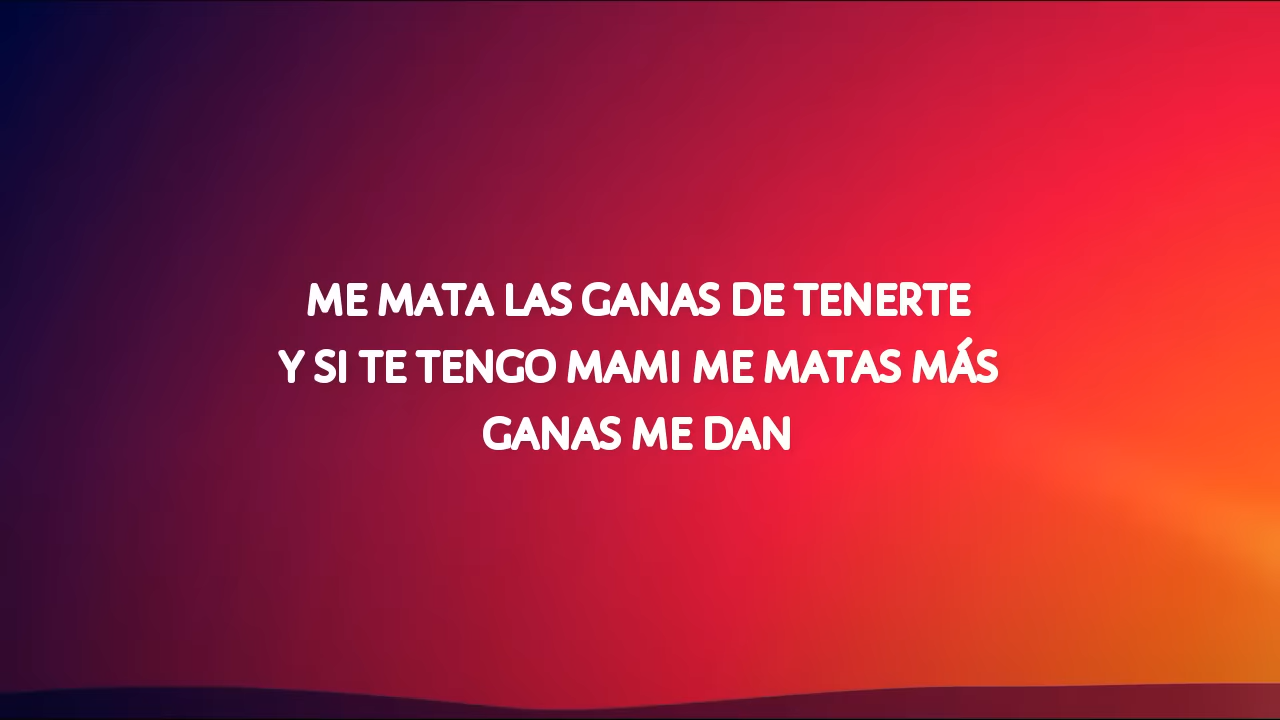 ME MATA LAS GANAS DE TENERTE
Y SI TE TENGO MAMI ME MATAS MÁS
GANAS ME DAN